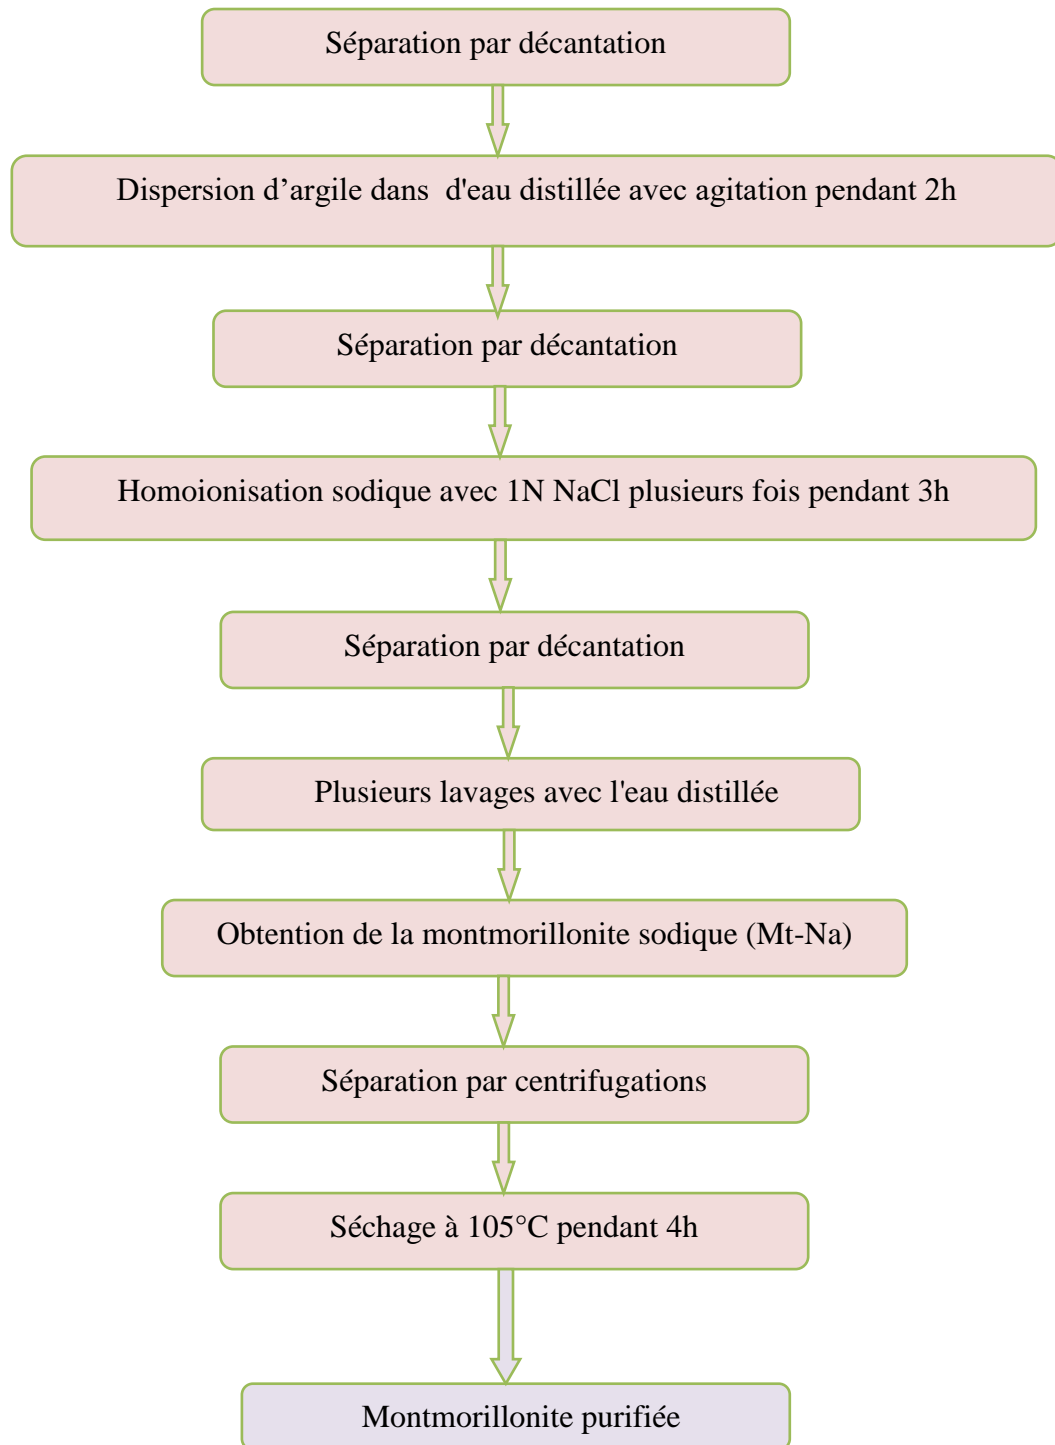 Séparation par décantation
Dispersion d’argile dans  d'eau distillée avec agitation pendant 2h
Séparation par décantation
Homoionisation sodique avec 1N NaCl plusieurs fois pendant 3h
Séparation par décantation
Plusieurs lavages avec l'eau distillée
Obtention de la montmorillonite sodique (Mt-Na)
Séparation par centrifugations
Séchage à 105°C pendant 4h
Montmorillonite purifiée